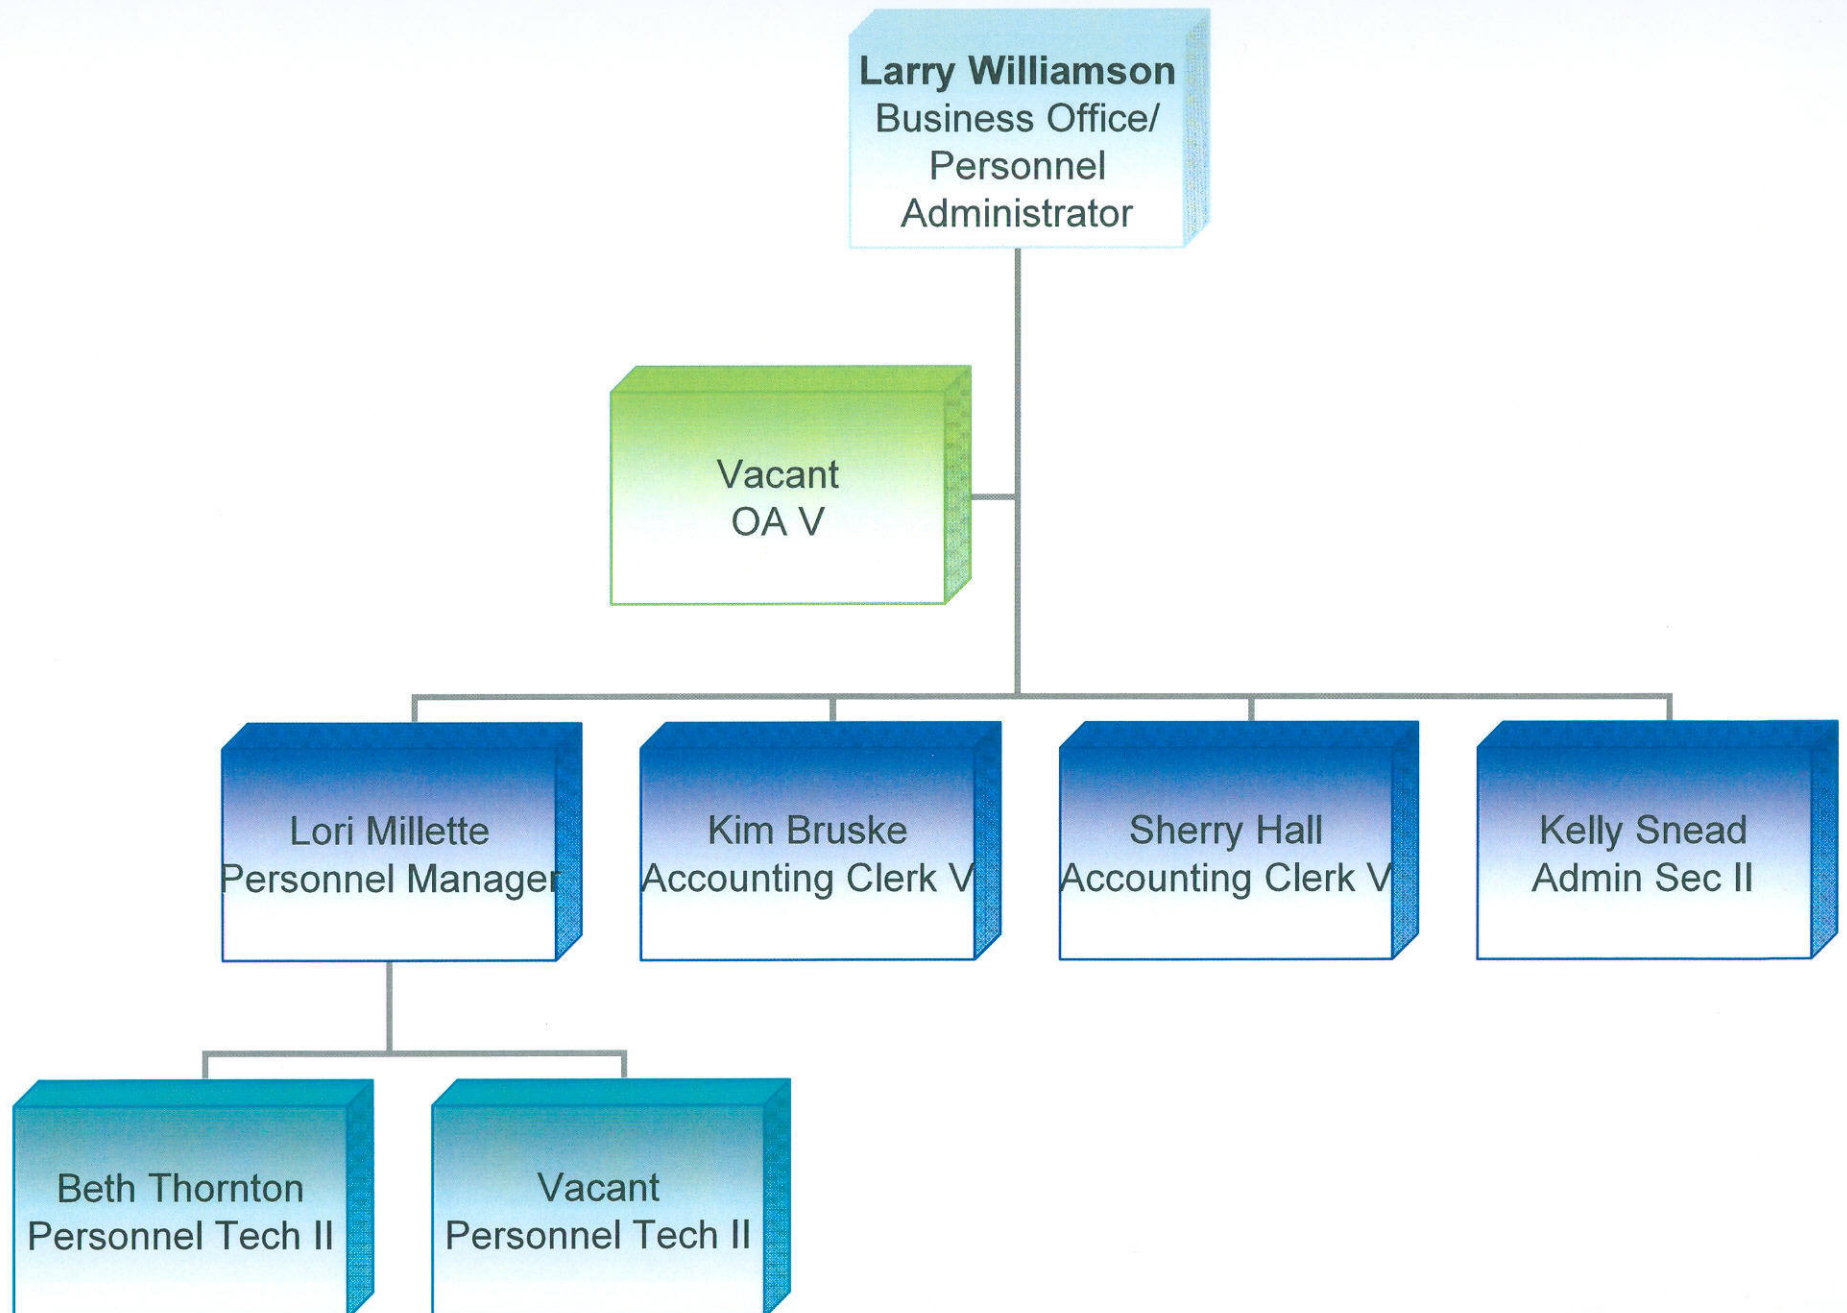 Larry Williamson
Business Office/
Personnel
Administrator
Vacant
OA V
Lori Millette
Personnel Manager
Kim Bruske
Accounting Clerk V
Sherry Hall
Accounting Clerk V
Kelly Snead
Admin Sec II
Beth Thornton
Personnel Tech II
Vacant
Personnel Tech II